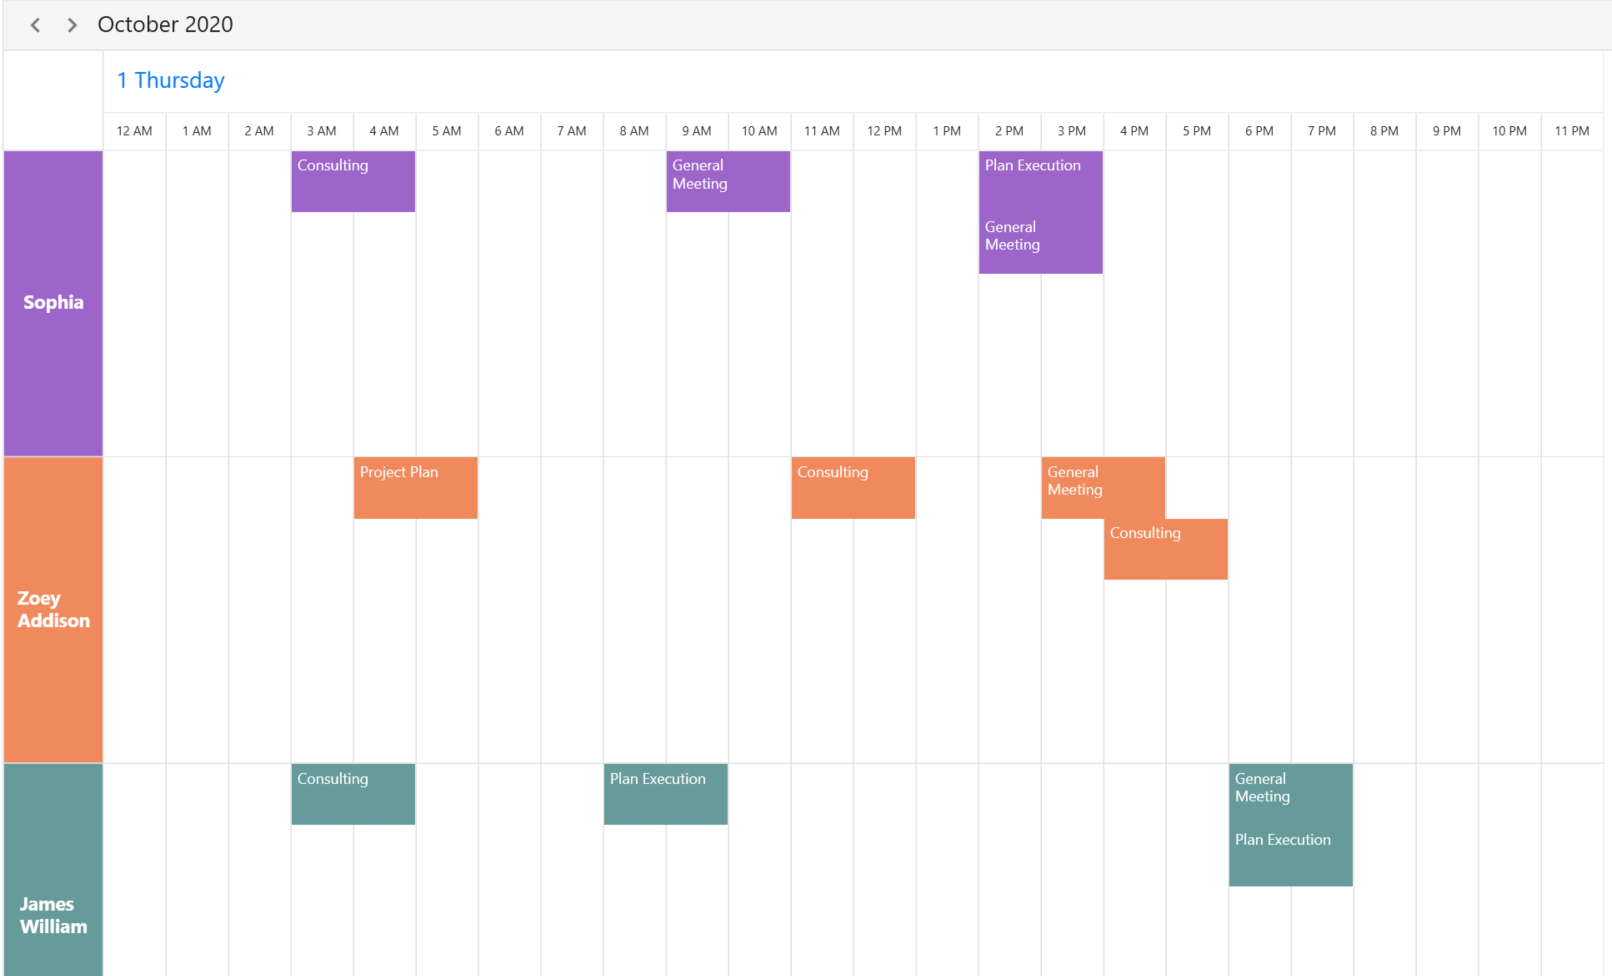 October 2020
1 Thursday
12 AM 1 AM 2 AM 3 AM 4 AM 5 AM 6 AM 7 AM 8 AM 9 AM 10 AM 11 AM 12 PM 1 PM 2 PM 3 PM 4 PM 5 PM 6 PM 7 PM 8 PM 9 PM 10 PM 11 PM
Sophia
Consulting
General
Meeting
Plan Execution
General
Meeting
Zoey
Addison
Project Plan
Consulting
General
Meeting
Consulting
James
William
Consulting
Plan Execution
General
Meeting
Plan Execution